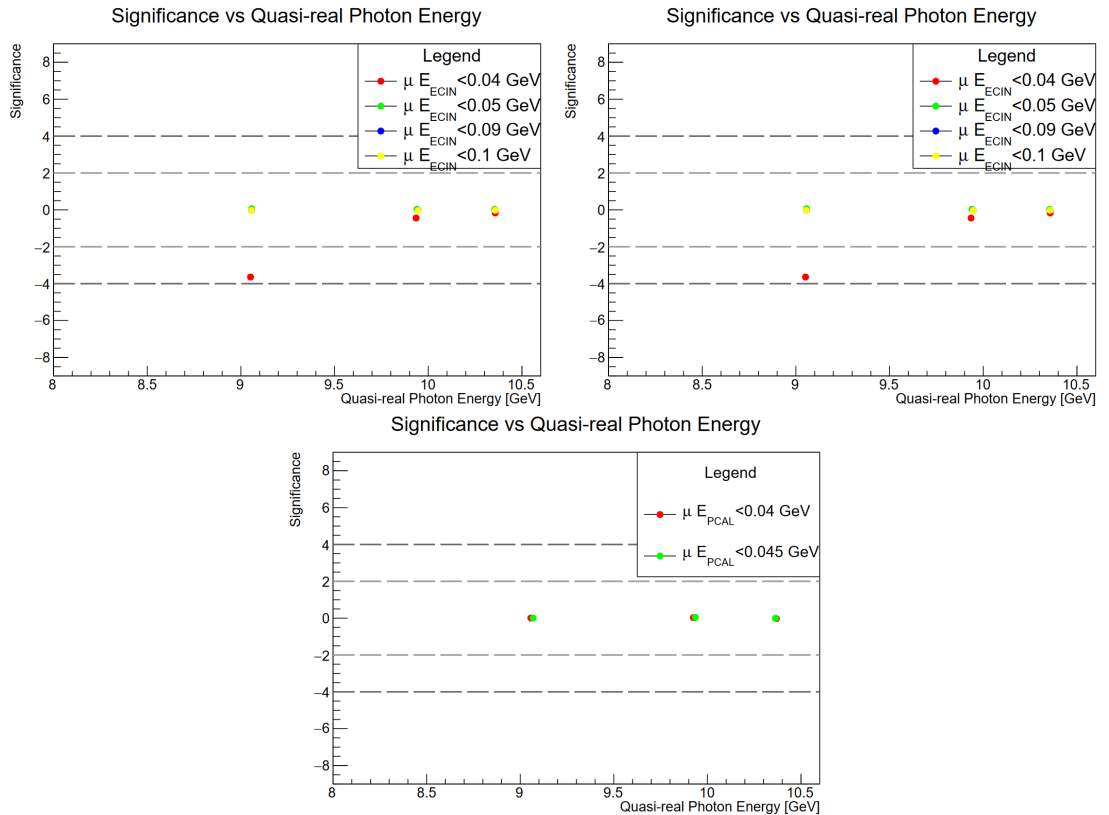 Significance vs Quasi-real Photon Energy
Significance
8
6
4
2
0
−2
−4
−6
−8
Legend
μ E_ECIN<0.04 GeV
μ E_ECIN<0.05 GeV
μ E_ECIN<0.09 GeV
μ E_ECIN<0.1 GeV
8 8.5 9 9.5 10 10.5
Quasi-real Photon Energy [GeV]
Significance vs Quasi-real Photon Energy
Significance
8
6
4
2
0
−2
−4
−6
−8
Legend
μ E_ECIN<0.04 GeV
μ E_ECIN<0.05 GeV
μ E_ECIN<0.09 GeV
μ E_ECIN<0.1 GeV
8 8.5 9 9.5 10 10.5
Quasi-real Photon Energy [GeV]
Significance vs Quasi-real Photon Energy
Significance
8
6
4
2
0
−2
−4
−6
−8
Legend
μ E_PCAL<0.04 GeV
μ E_PCAL<0.045 GeV
8 8.5 9 9.5 10 10.5
Quasi-real Photon Energy [GeV]